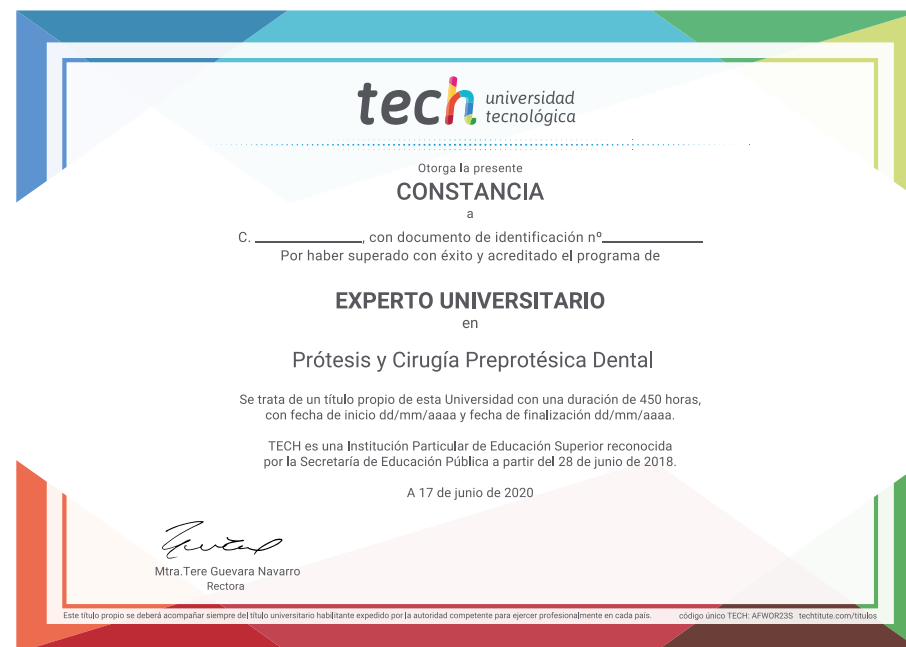 tech universidad
tecnológica
Otorga la presente
CONSTANCIA
a
C. ____________, con documento de identificación nº____________
Por haber superado con éxito y acreditado el programa de
EXPERTO UNIVERSITARIO
en
Prótesis y Cirugía Preprotésica Dental
Se trata de un título propio de esta Universidad con una duración de 450 horas,
con fecha de inicio dd/mm/aaaa y fecha de finalización dd/mm/aaaa.
TECH es una Institución Particular de Educación Superior reconocida
por la Secretaría de Educación Pública a partir del 28 de junio de 2018.
A 17 de junio de 2020
Mtra.Tere Guevara Navarro
Rectora
Este título propio se deberá acompañar siempre del título universitario habilitante expedido por la autoridad competente para ejercer profesionalmente en cada país. código único TECH: AFWOR23S techtitute.com/titulos